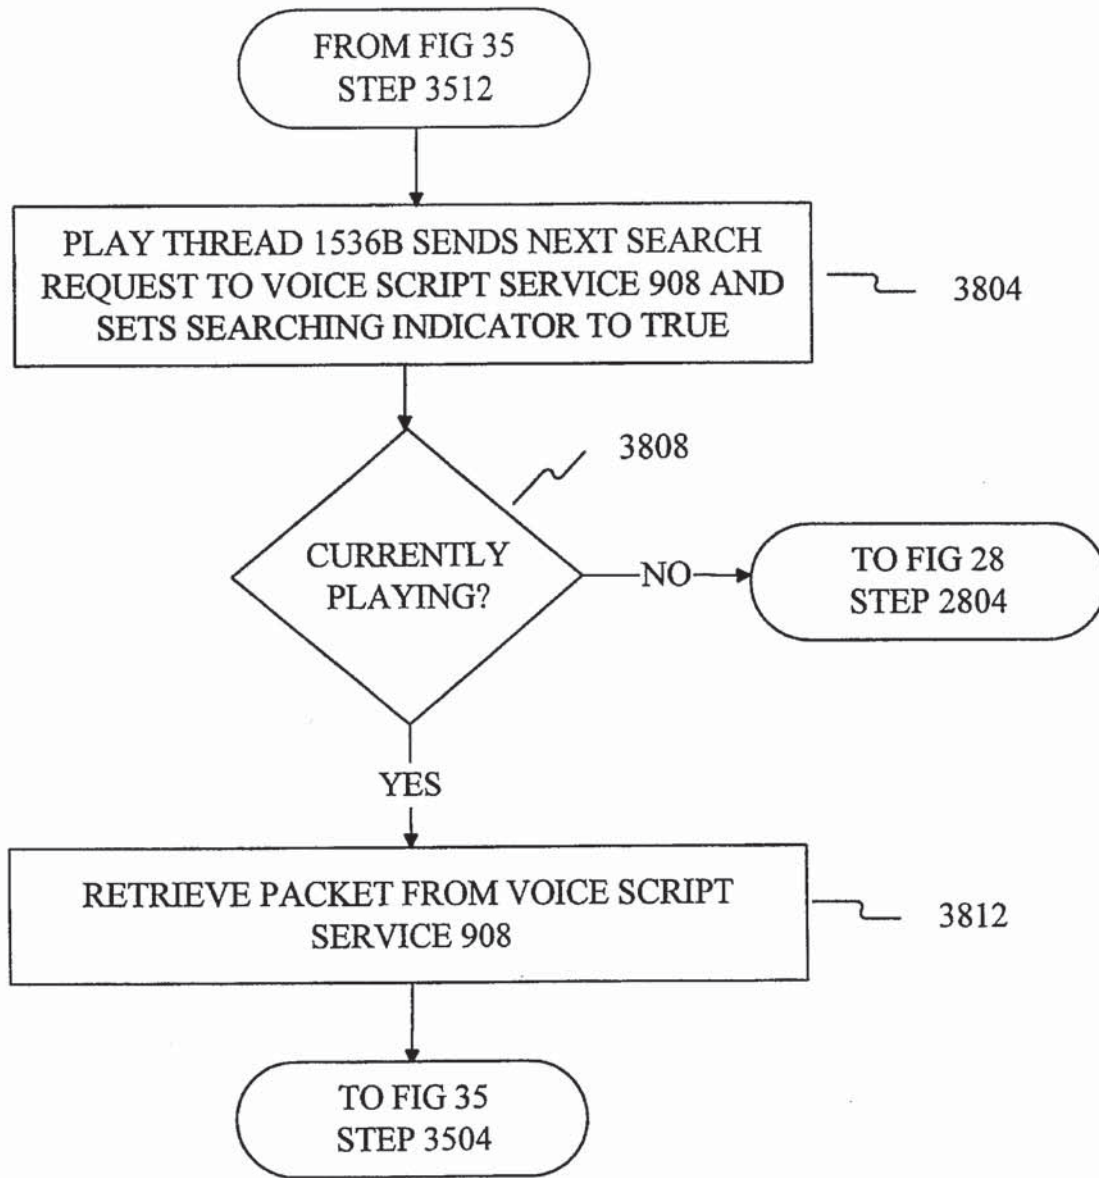 FROM FIG 35
STEP 3512
PLAY THREAD 1536B SENDS NEXT SEARCH
REQUEST TO VOICE SCRIPT SERVICE 908 AND
SETS SEARCHING INDICATOR TO TRUE
3804
3808
CURRENTLY
PLAYING?
NO
TO FIG 28
STEP 2804
YES
RETRIEVE PACKET FROM VOICE SCRIPT
SERVICE 908
3812
TO FIG 35
STEP 3504